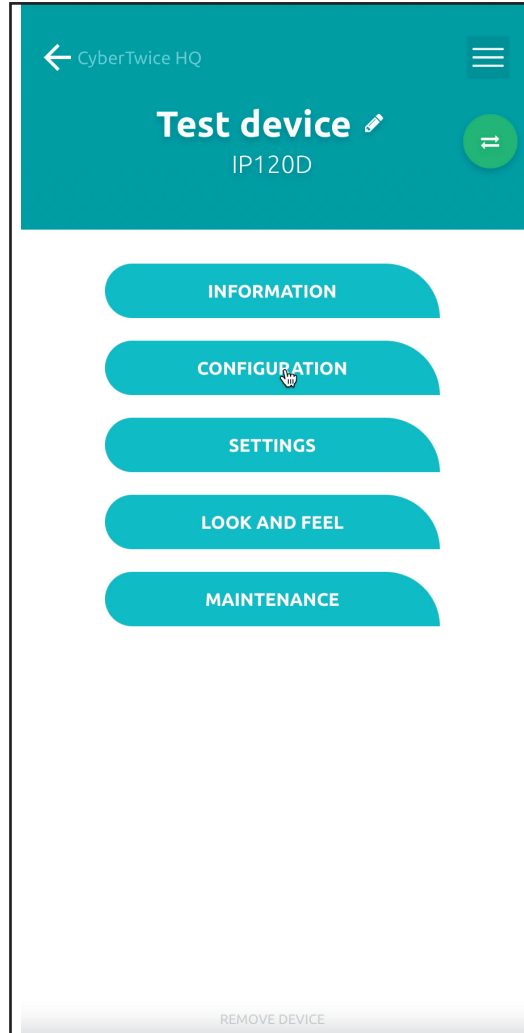 CyberTwice HQ
Test device
IP120D
INFORMATION
CONFIGURATION
SETTINGS
LOOK AND FEEL
MAINTENANCE
REMOVE DEVICE